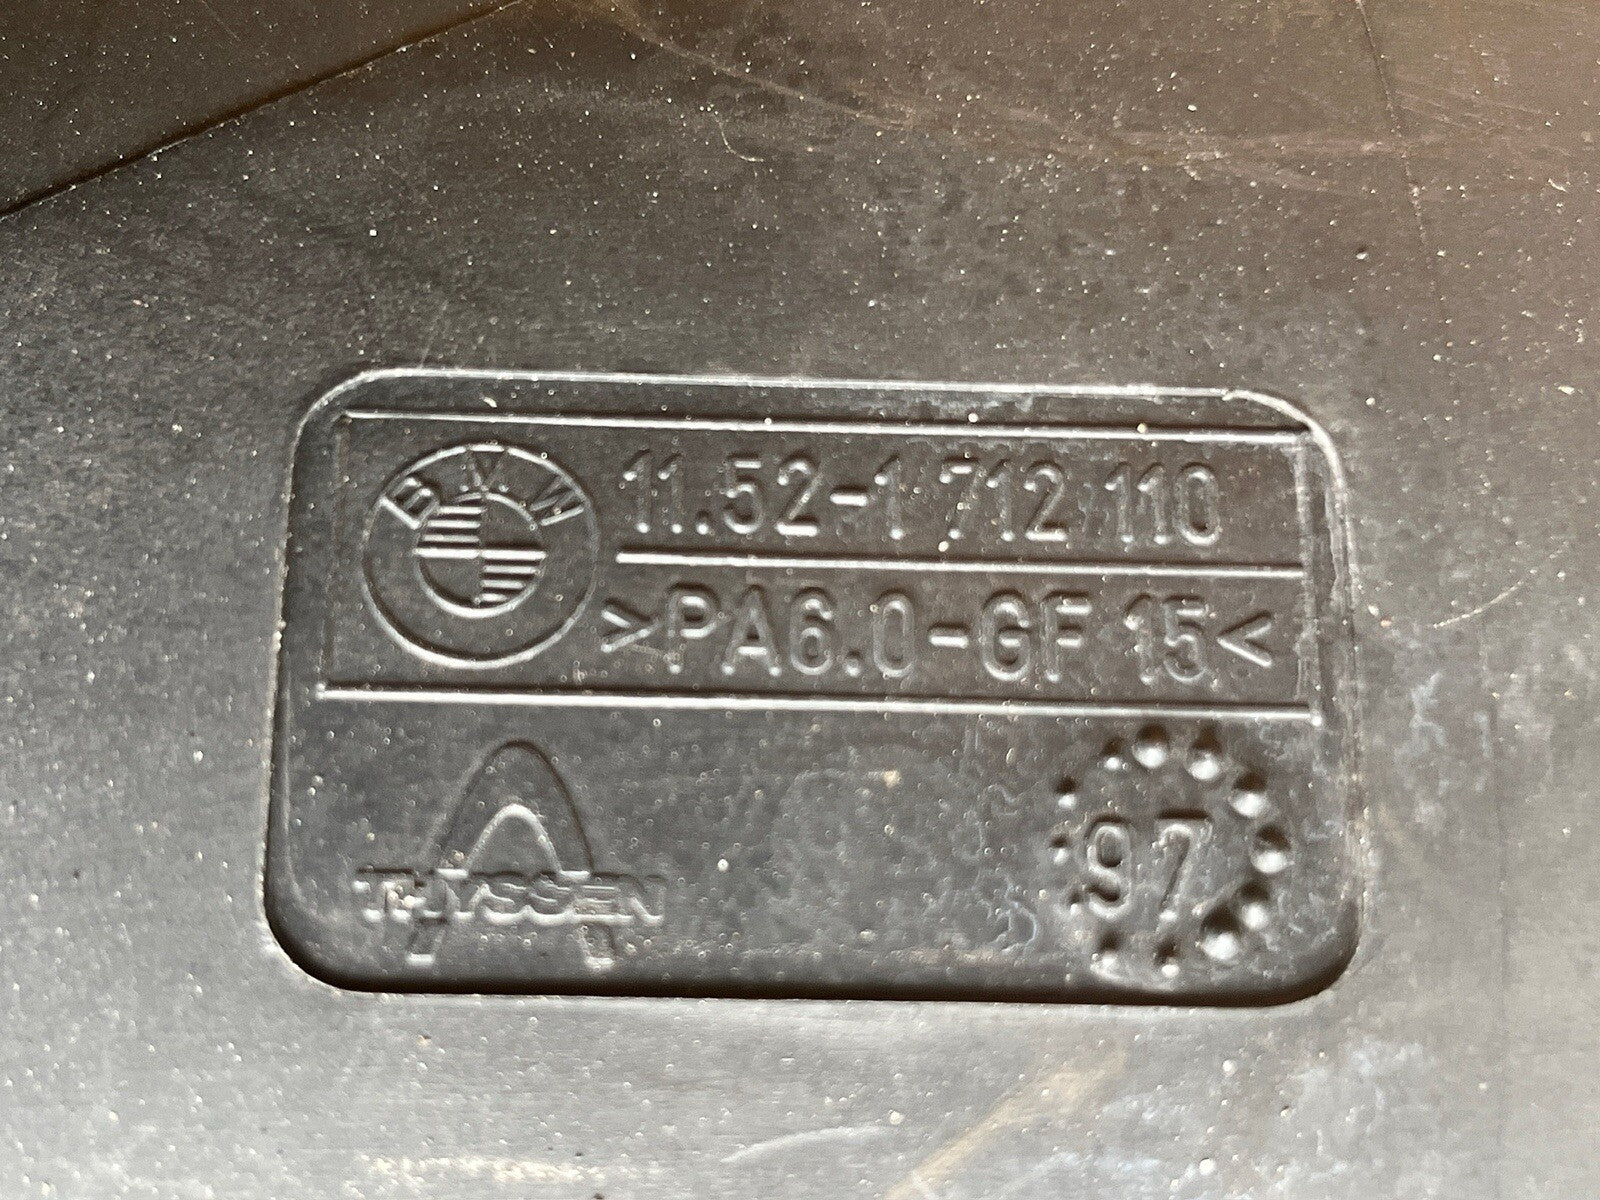 BMW
11.52-1 712 110
>PA6.0-GF 15<
THYSSEN
97